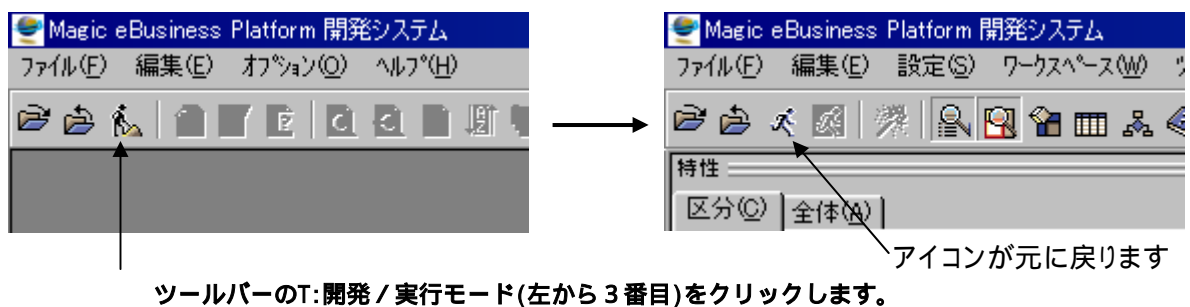 Magic eBusiness Platform 開発システム
ファイル(F) 編集(E) オプション(O) ヘルプ(H)
Magic eBusiness Platform 開発システム
ファイル(F) 編集(E) 設定(S) ワークスペース(W)
特性
区分(C) 全体(A)
アイコンが元に戻ります
ツールバーのT:開発／実行モード(左から３番目)をクリックします。